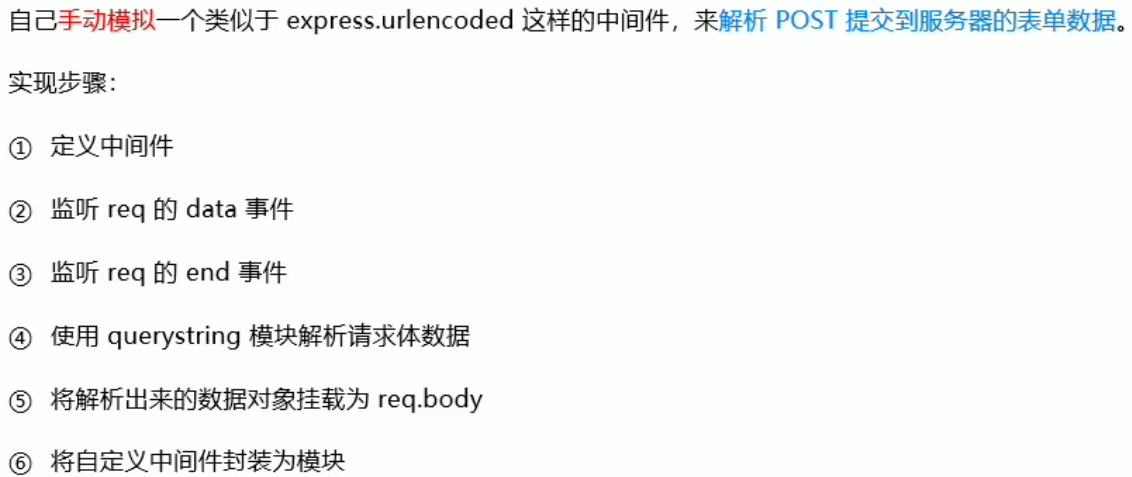 自己手动模拟一个类似于 express.urlencoded 这样的中间件，来解析 POST 提交到服务器的表单数据。
实现步骤：
① 定义中间件
② 监听 req 的 data 事件
③ 监听 req 的 end 事件
④ 使用 querystring 模块解析请求体数据
⑤ 将解析出来的数据对象挂载为 req.body
⑥ 将自定义中间件封装为模块